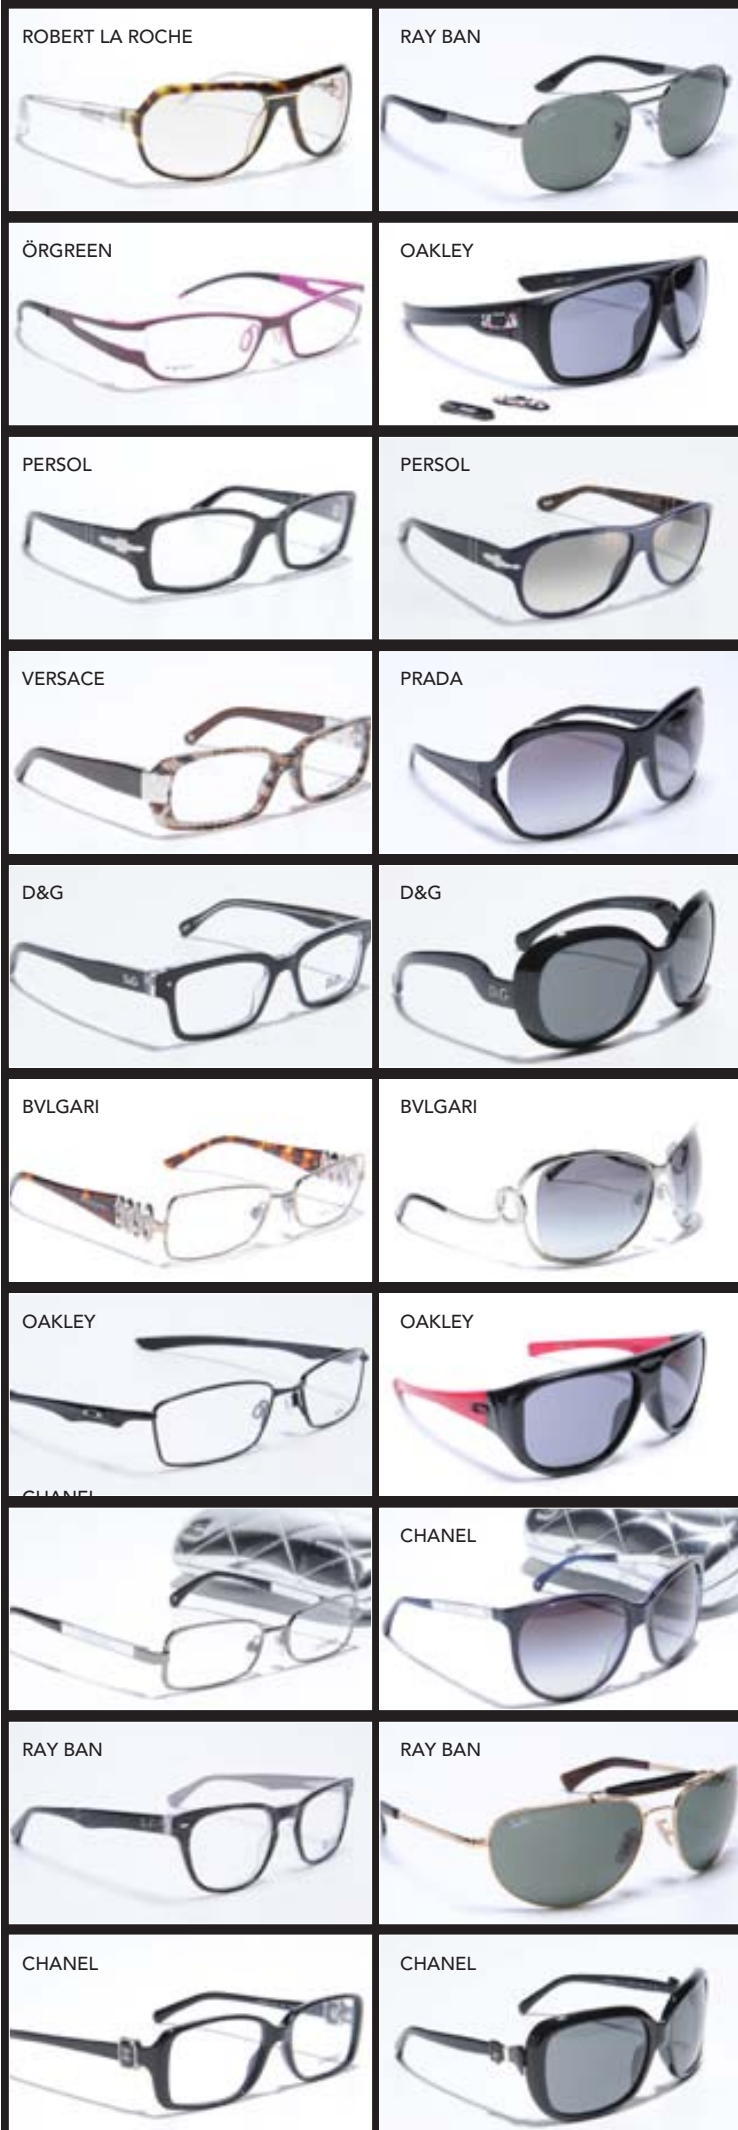 ROBERT LA ROCHE
RAY BAN
ÖRGREEN
OAKLEY
PERSOL
PERSOL
VERSACE
PRADA
D&G
D&G
D&G
BVLGARI
BVLGARI
OAKLEY
OAKLEY
CHANEL
CHANEL
RAY BAN
RAY BAN
CHANEL
CHANEL